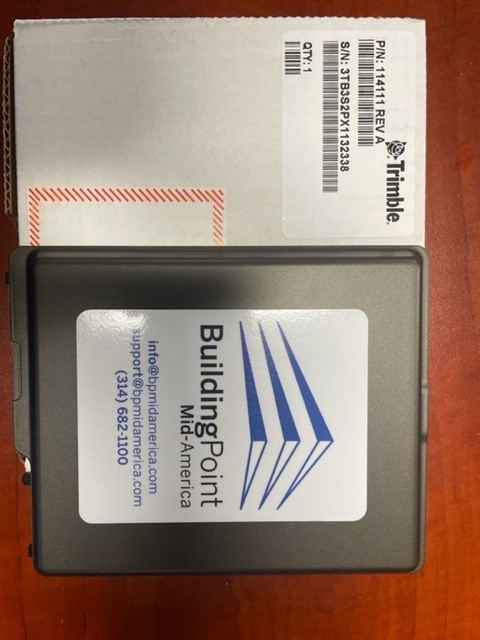 Trimble.
P/N: 114111 REV A
S/N: 3TB3S2PX1132338
QTY: 1
BuildingPoint
Mid-America
info@bpmidamerica.com
support@bpmidamerica.com
(314) 682-1100